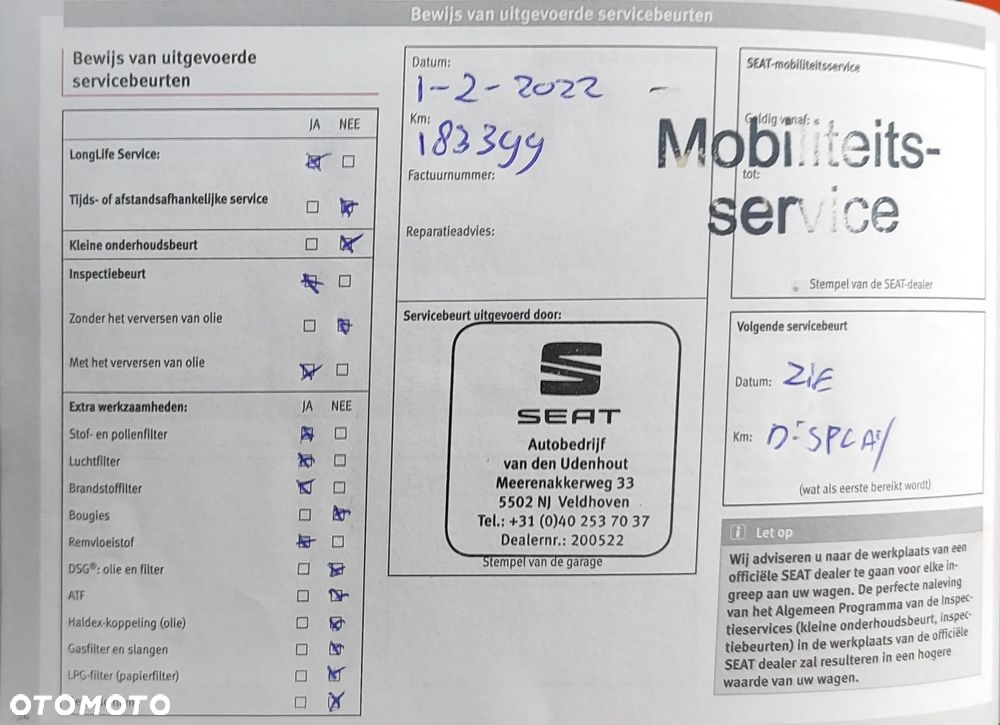 Bewijs van uitgevoerde servicebeurten
Bewijs van uitgevoerde
servicebeurten
JA NEE
LongLife Service:
Tijds- of afstandsafhankelijke service
Kleine onderhoudsbeurt
Inspectiebeurt
Zonder het verversen van olie
Met het verversen van olie
Extra werkzaamheden: JA NEE
Stof- en pollenfilter
Luchtfilter
Brandstoffilter
Bougies
Remvloeistof
DSG®: olie en filter
ATF
Haldex-koppeling (olie)
Gasfilter en slangen
LPG-filter (papierfilter)
Datum:
1-2-2022
Km:
183399
Factuurnummer:
Reparatieadvies:
Servicebeurt uitgevoerd door:
SEAT
Autobedrijf
van den Udenhout
Meerenakkerweg 33
5502 NJ Veldhoven
Tel.: +31 (0)40 253 70 37
Dealernr.: 200522
Stempel van de garage
SEAT-mobiliteitsservice
Geldig vanaf:
Mobiliteits-
tot:
service
Stempel van de SEAT-dealer
Volgende servicebeurt
Datum: ZIE
Km: DISPLAY
(wat als eerste bereikt wordt)
i Let op
Wij adviseren u naar de werkplaats van een
officiële SEAT dealer te gaan voor elke in-
greep aan uw wagen. De perfecte naleving
van het Algemeen Programma van de Inspec-
tieservices (kleine onderhoudsbeurt, inspec-
tiebeurten) in de werkplaats van de officiële
SEAT dealer zal resulteren in een hogere
waarde van uw wagen.
OTOMOTO